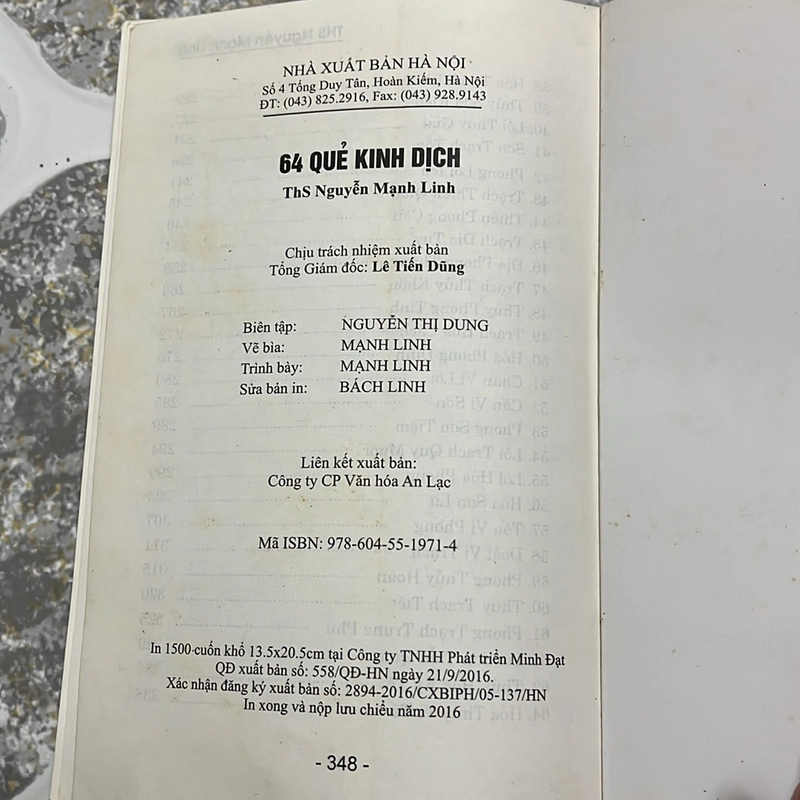 NHÀ XUẤT BẢN HÀ NỘI
Số 4 Tống Duy Tân, Hoàn Kiếm, Hà Nội
ĐT: (043) 825.2916, Fax: (043) 928.9143
64 QUẺ KINH DỊCH
ThS Nguyễn Mạnh Linh
Chịu trách nhiệm xuất bản
Tổng Giám đốc: Lê Tiến Dũng
Biên tập: NGUYỄN THỊ DUNG
Vẽ bìa: MẠNH LINH
Trình bày: MẠNH LINH
Sửa bản in: BÁCH LINH
Liên kết xuất bản:
Công ty CP Văn hóa An Lạc
Mã ISBN: 978-604-55-1971-4
In 1500 cuốn khổ 13.5x20.5cm tại Công ty TNHH Phát triển Minh Đạt
QĐ xuất bản số: 558/QĐ-HN ngày 21/9/2016.
Xác nhận đăng ký xuất bản số: 2894-2016/CXBIPH/05-137/HN
In xong và nộp lưu chiểu năm 2016
- 348 -